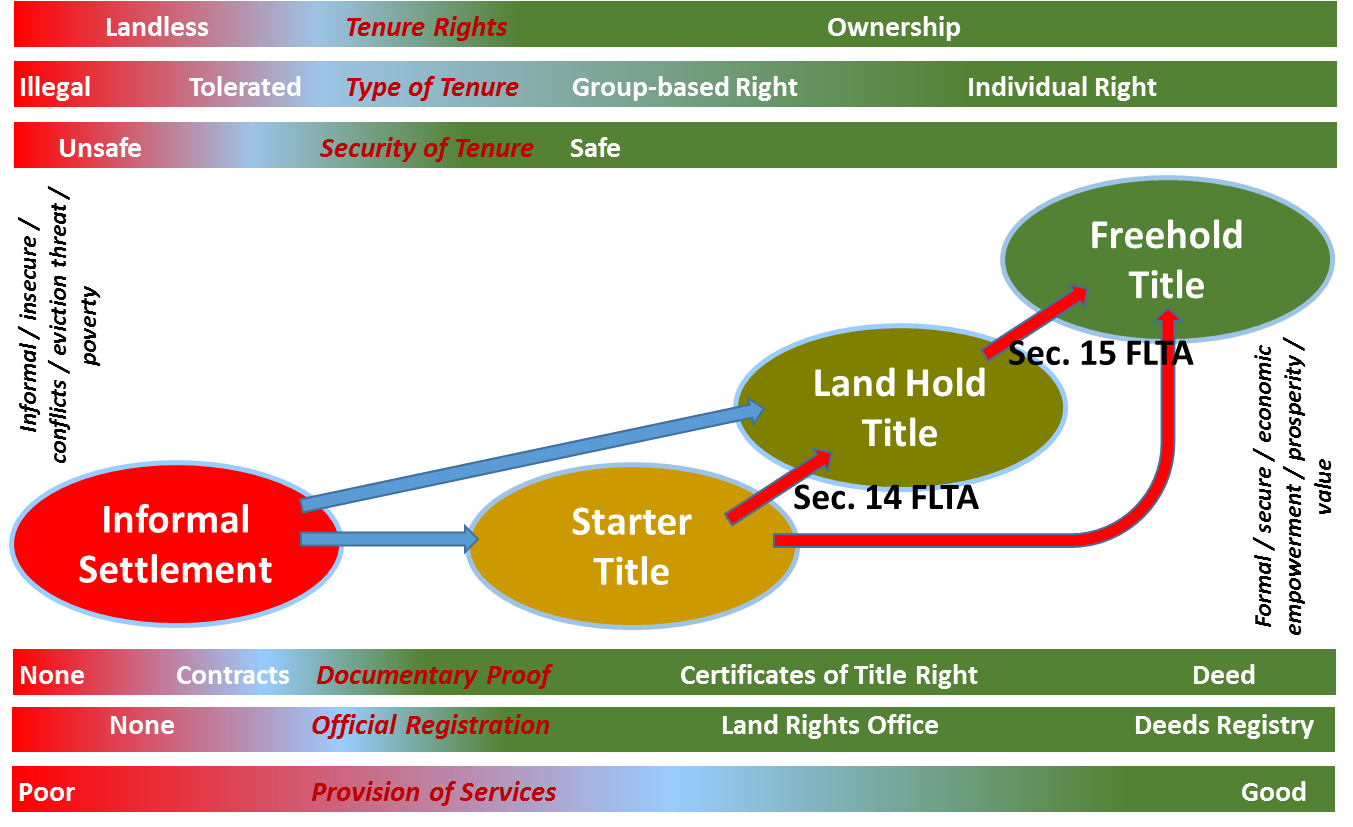 Landless Tenure Rights Ownership
Illegal Tolerated Type of Tenure Group-based Right Individual Right
Unsafe Security of Tenure Safe
Informal / insecure /
conflicts / eviction threat /
poverty
Freehold
Title
Sec. 15 FLTA
Land Hold
Title
Sec. 14 FLTA
Informal
Settlement
Starter
Title
Formal / secure / economic
empowerment / prosperity /
value
None Contracts Documentary Proof Certificates of Title Right Deed
None Official Registration Land Rights Office Deeds Registry
Poor Provision of Services Good